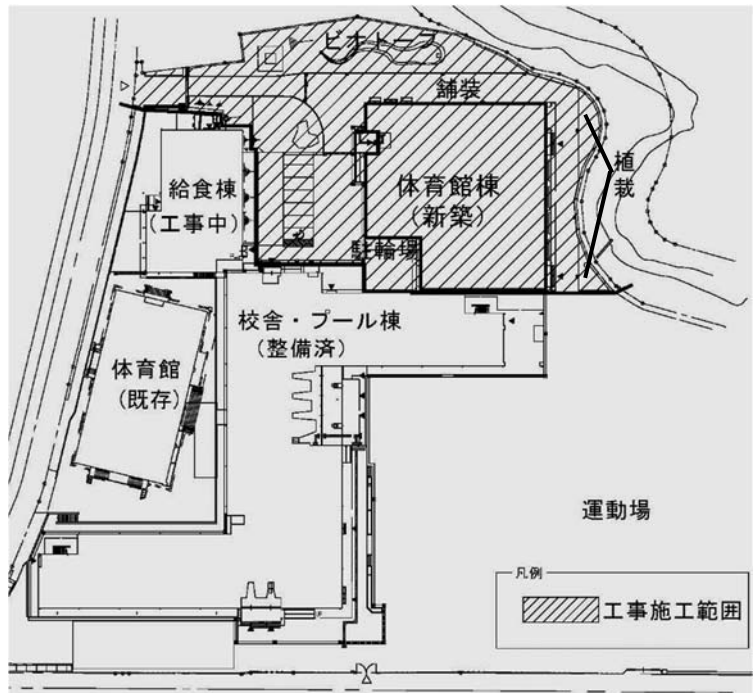 ビオトープ
舗装
植栽
給食棟
(工事中)
体育館棟
(新築)
駐輪場
校舎・プール棟
(整備済)
体育館
(既存)
運動場
凡例
工事施工範囲